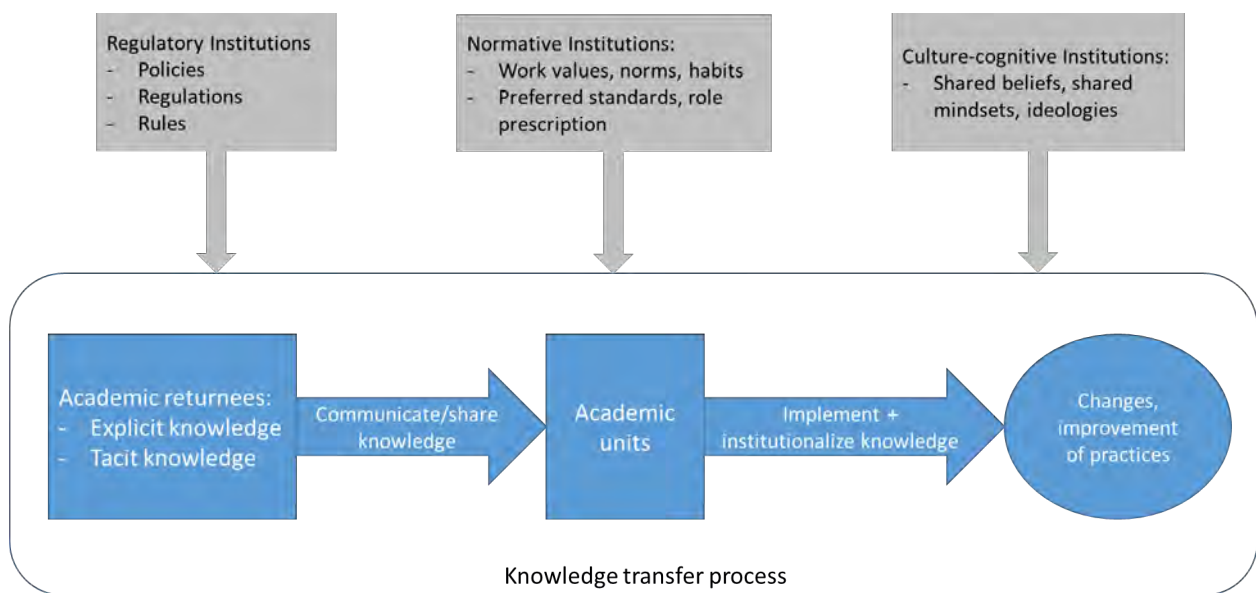 Regulatory Institutions
- Policies
- Regulations
- Rules
Normative Institutions:
- Work values, norms, habits
- Preferred standards, role
prescription
Culture-cognitive Institutions:
- Shared beliefs, shared
mindsets, ideologies
Academic returnees:
- Explicit knowledge
- Tacit knowledge
Communicate/share
knowledge
Academic
units
Implement +
institutionalize knowledge
Changes,
improvement
of practices
Knowledge transfer process